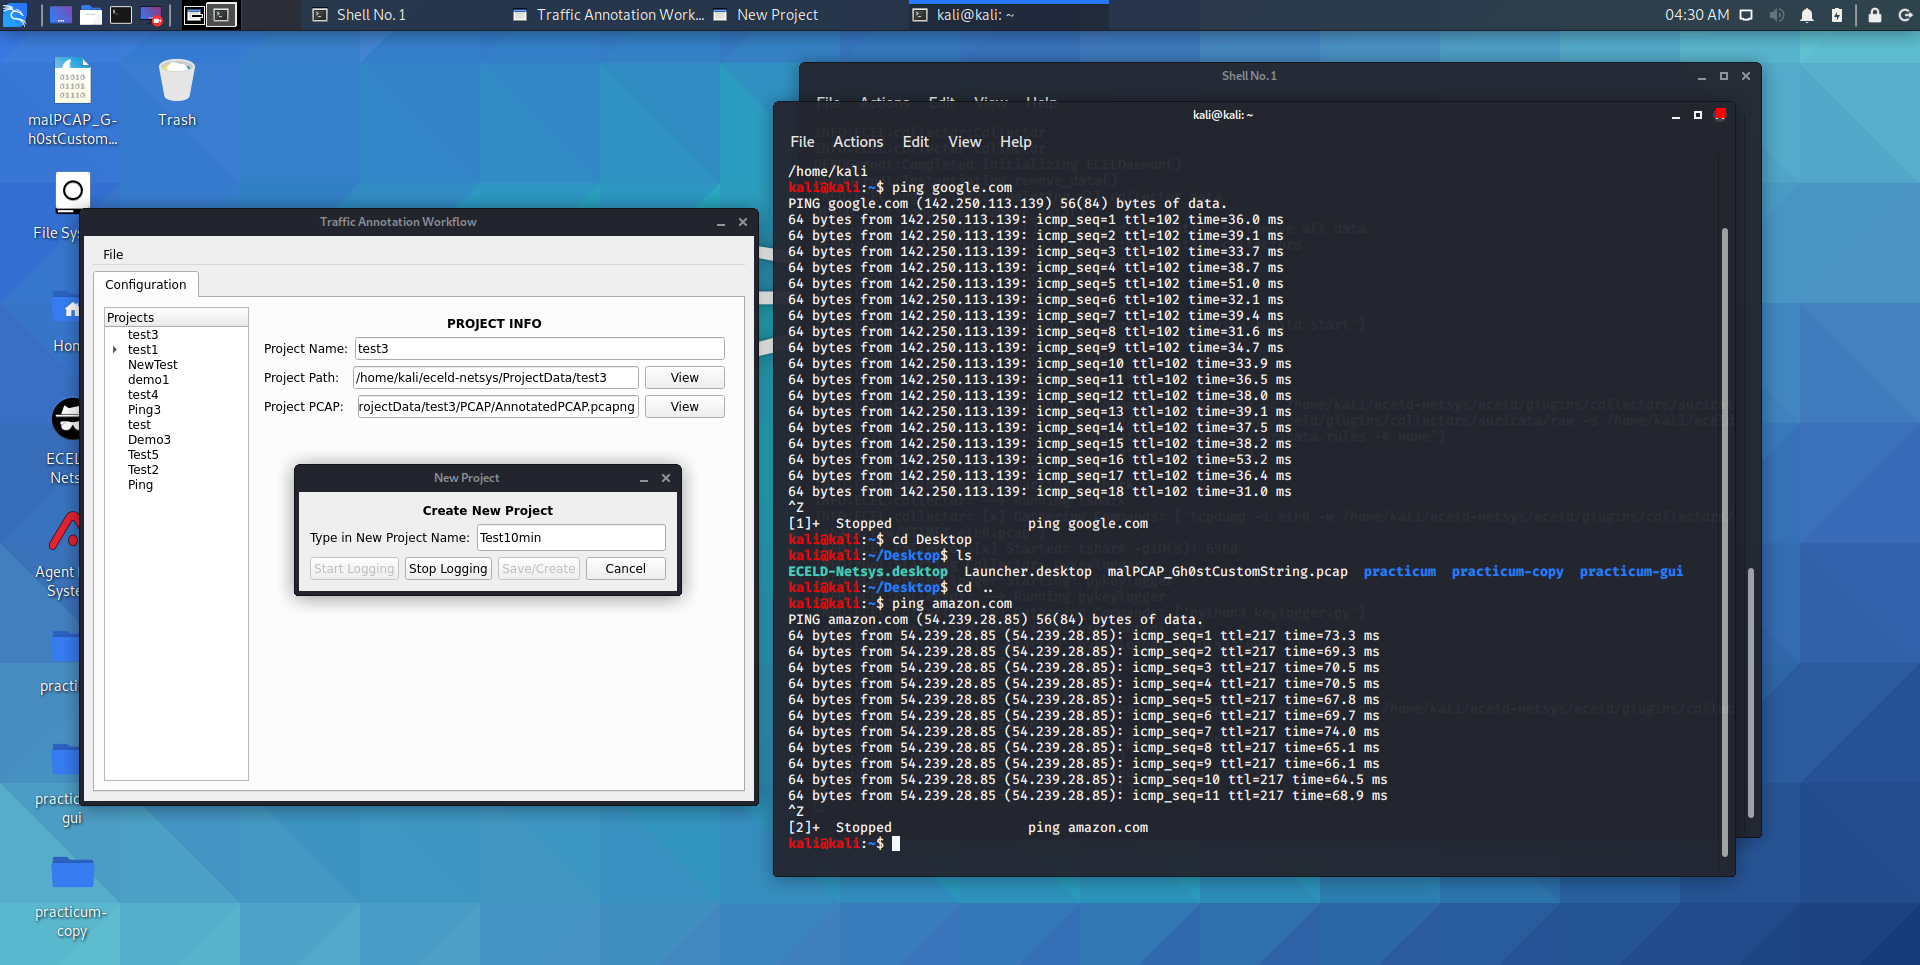 Shell No. 1
Traffic Annotation Work...
New Project
kali@kali: ~
04:30 AM
malPCAP_G-
h0stCustom...
Trash
File Sy
Hom
ECEL
Nets
Agent
Syste
practi
practic
gui
practicum-
copy
Traffic Annotation Workflow
File
Configuration
Projects
test3
test1
NewTest
demo1
test4
Ping3
test
Demo3
Test5
Test2
Ping
PROJECT INFO
Project Name: test3
Project Path: /home/kali/eceld-netsys/ProjectData/test3 View
Project PCAP: rojectData/test3/PCAP/AnnotatedPCAP.pcapng View
New Project
Create New Project
Type in New Project Name: Test10min
Start Logging Stop Logging Save/Create Cancel
Shell No. 1
File Actions Edit View Help
kali@kali: ~
File Actions Edit View Help
/home/kali
kali@kali:~$ ping google.com
PING google.com (142.250.113.139) 56(84) bytes of data.
64 bytes from 142.250.113.139: icmp_seq=1 ttl=102 time=36.0 ms
64 bytes from 142.250.113.139: icmp_seq=2 ttl=102 time=39.1 ms
64 bytes from 142.250.113.139: icmp_seq=3 ttl=102 time=33.7 ms
64 bytes from 142.250.113.139: icmp_seq=4 ttl=102 time=38.7 ms
64 bytes from 142.250.113.139: icmp_seq=5 ttl=102 time=51.0 ms
64 bytes from 142.250.113.139: icmp_seq=6 ttl=102 time=32.1 ms
64 bytes from 142.250.113.139: icmp_seq=7 ttl=102 time=39.4 ms
64 bytes from 142.250.113.139: icmp_seq=8 ttl=102 time=31.6 ms
64 bytes from 142.250.113.139: icmp_seq=9 ttl=102 time=34.7 ms
64 bytes from 142.250.113.139: icmp_seq=10 ttl=102 time=33.9 ms
64 bytes from 142.250.113.139: icmp_seq=11 ttl=102 time=36.5 ms
64 bytes from 142.250.113.139: icmp_seq=12 ttl=102 time=38.0 ms
64 bytes from 142.250.113.139: icmp_seq=13 ttl=102 time=39.1 ms
64 bytes from 142.250.113.139: icmp_seq=14 ttl=102 time=37.5 ms
64 bytes from 142.250.113.139: icmp_seq=15 ttl=102 time=38.2 ms
64 bytes from 142.250.113.139: icmp_seq=16 ttl=102 time=53.2 ms
64 bytes from 142.250.113.139: icmp_seq=17 ttl=102 time=36.4 ms
64 bytes from 142.250.113.139: icmp_seq=18 ttl=102 time=31.0 ms
^Z
[1]+ Stopped ping google.com
kali@kali:~$ cd Desktop
kali@kali:~/Desktop$ ls
ECELD-Netsys.desktop Launcher.desktop malPCAP_Gh0stCustomString.pcap practicum practicum-copy practicum-gui
kali@kali:~/Desktop$ cd ..
kali@kali:~$ ping amazon.com
PING amazon.com (54.239.28.85) 56(84) bytes of data.
64 bytes from 54.239.28.85 (54.239.28.85): icmp_seq=1 ttl=217 time=73.3 ms
64 bytes from 54.239.28.85 (54.239.28.85): icmp_seq=2 ttl=217 time=69.3 ms
64 bytes from 54.239.28.85 (54.239.28.85): icmp_seq=3 ttl=217 time=70.5 ms
64 bytes from 54.239.28.85 (54.239.28.85): icmp_seq=4 ttl=217 time=70.5 ms
64 bytes from 54.239.28.85 (54.239.28.85): icmp_seq=5 ttl=217 time=67.8 ms
64 bytes from 54.239.28.85 (54.239.28.85): icmp_seq=6 ttl=217 time=69.7 ms
64 bytes from 54.239.28.85 (54.239.28.85): icmp_seq=7 ttl=217 time=74.0 ms
64 bytes from 54.239.28.85 (54.239.28.85): icmp_seq=8 ttl=217 time=65.1 ms
64 bytes from 54.239.28.85 (54.239.28.85): icmp_seq=9 ttl=217 time=66.1 ms
64 bytes from 54.239.28.85 (54.239.28.85): icmp_seq=10 ttl=217 time=64.5 ms
64 bytes from 54.239.28.85 (54.239.28.85): icmp_seq=11 ttl=217 time=68.9 ms
^Z
[2]+ Stopped ping amazon.com
kali@kali:~$